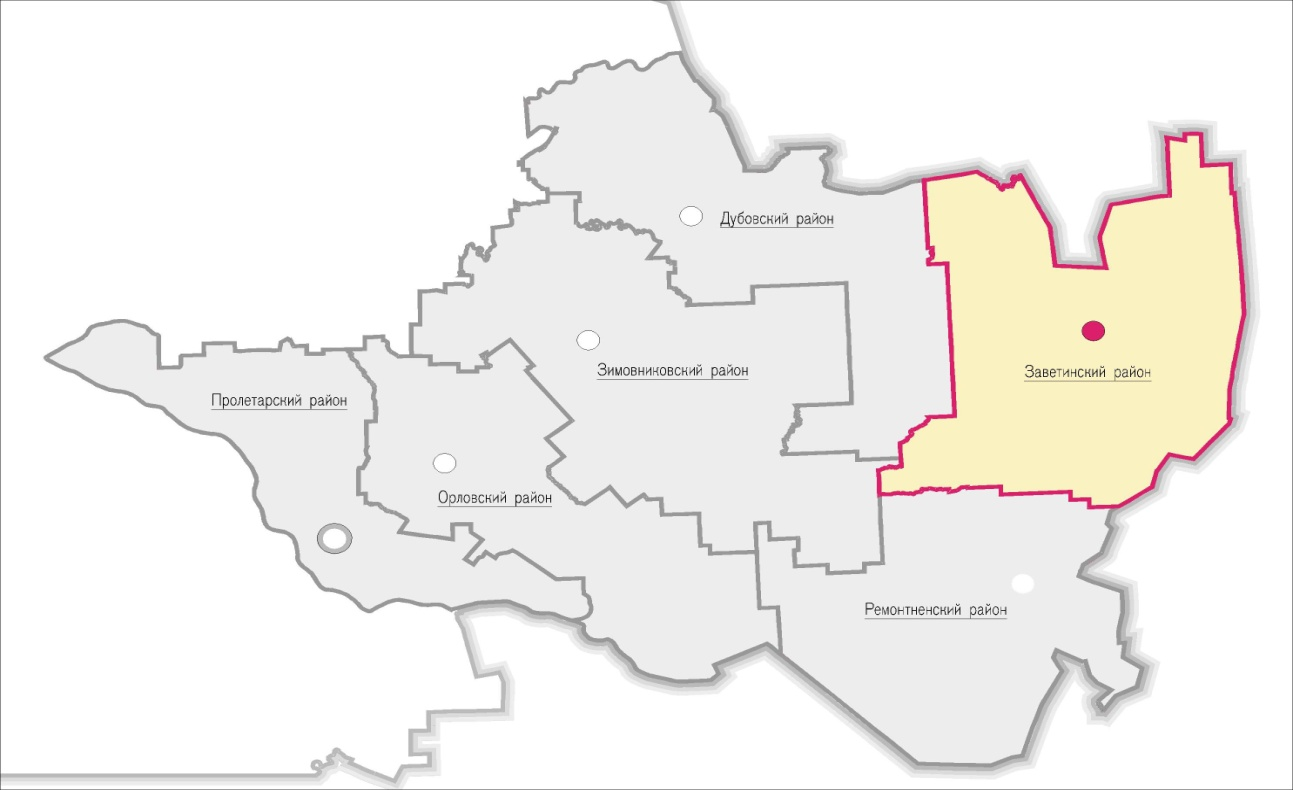 Дубовский район
Зимовниковский район
Заветинский район
Пролетарский район
Орловский район
Ремонтненский район